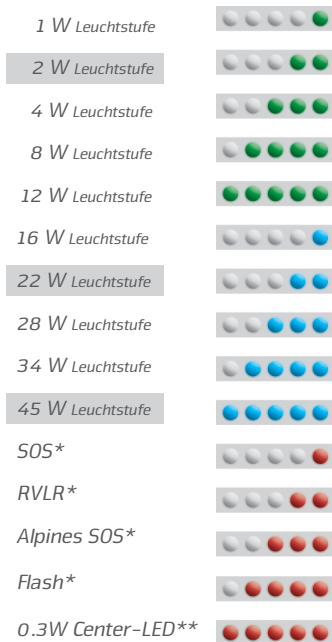 1 W Leuchtstufe
2 W Leuchtstufe
4 W Leuchtstufe
8 W Leuchtstufe
12 W Leuchtstufe
16 W Leuchtstufe
22 W Leuchtstufe
28 W Leuchtstufe
34 W Leuchtstufe
45 W Leuchtstufe
SOS*
RVLR*
Alpines SOS*
Flash*
0.3W Center-LED**